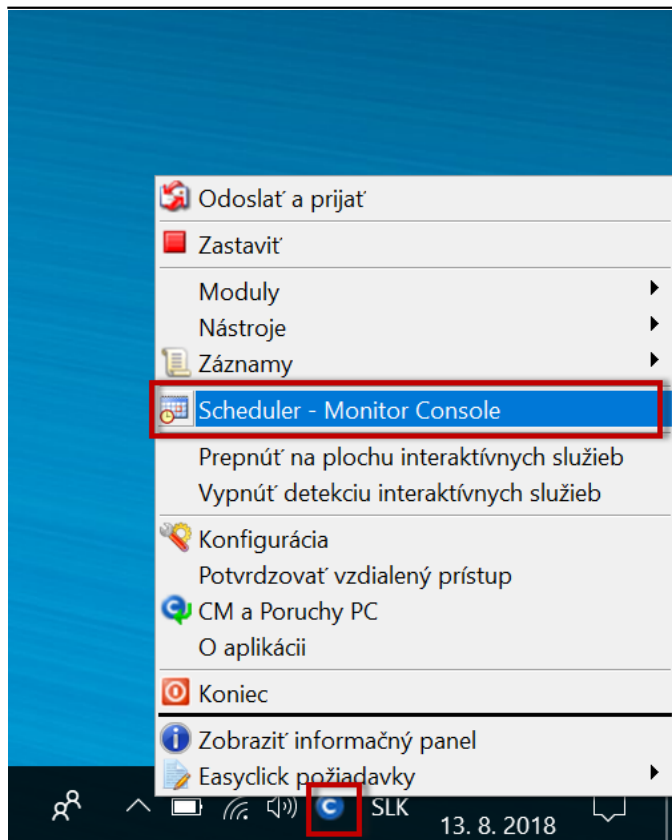 Odoslať a prijať
Zastaviť
Moduly
Nástroje
Záznamy
Scheduler - Monitor Console
Prepnúť na plochu interaktívnych služieb
Vypnúť detekciu interaktívnych služieb
Konfigurácia
Potvrdzovať vzdialený prístup
CM a Poruchy PC
O aplikácii
Koniec
Zobraziť informačný panel
Easyclick požiadavky
SLK
13. 8. 2018